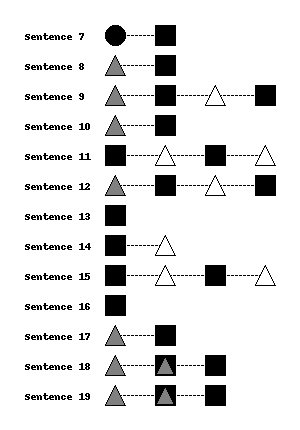 Sentence 7
Sentence 8
Sentence 9
Sentence 10
Sentence 11
Sentence 12
Sentence 13
Sentence 14
Sentence 15
Sentence 16
Sentence 17
Sentence 18
Sentence 19